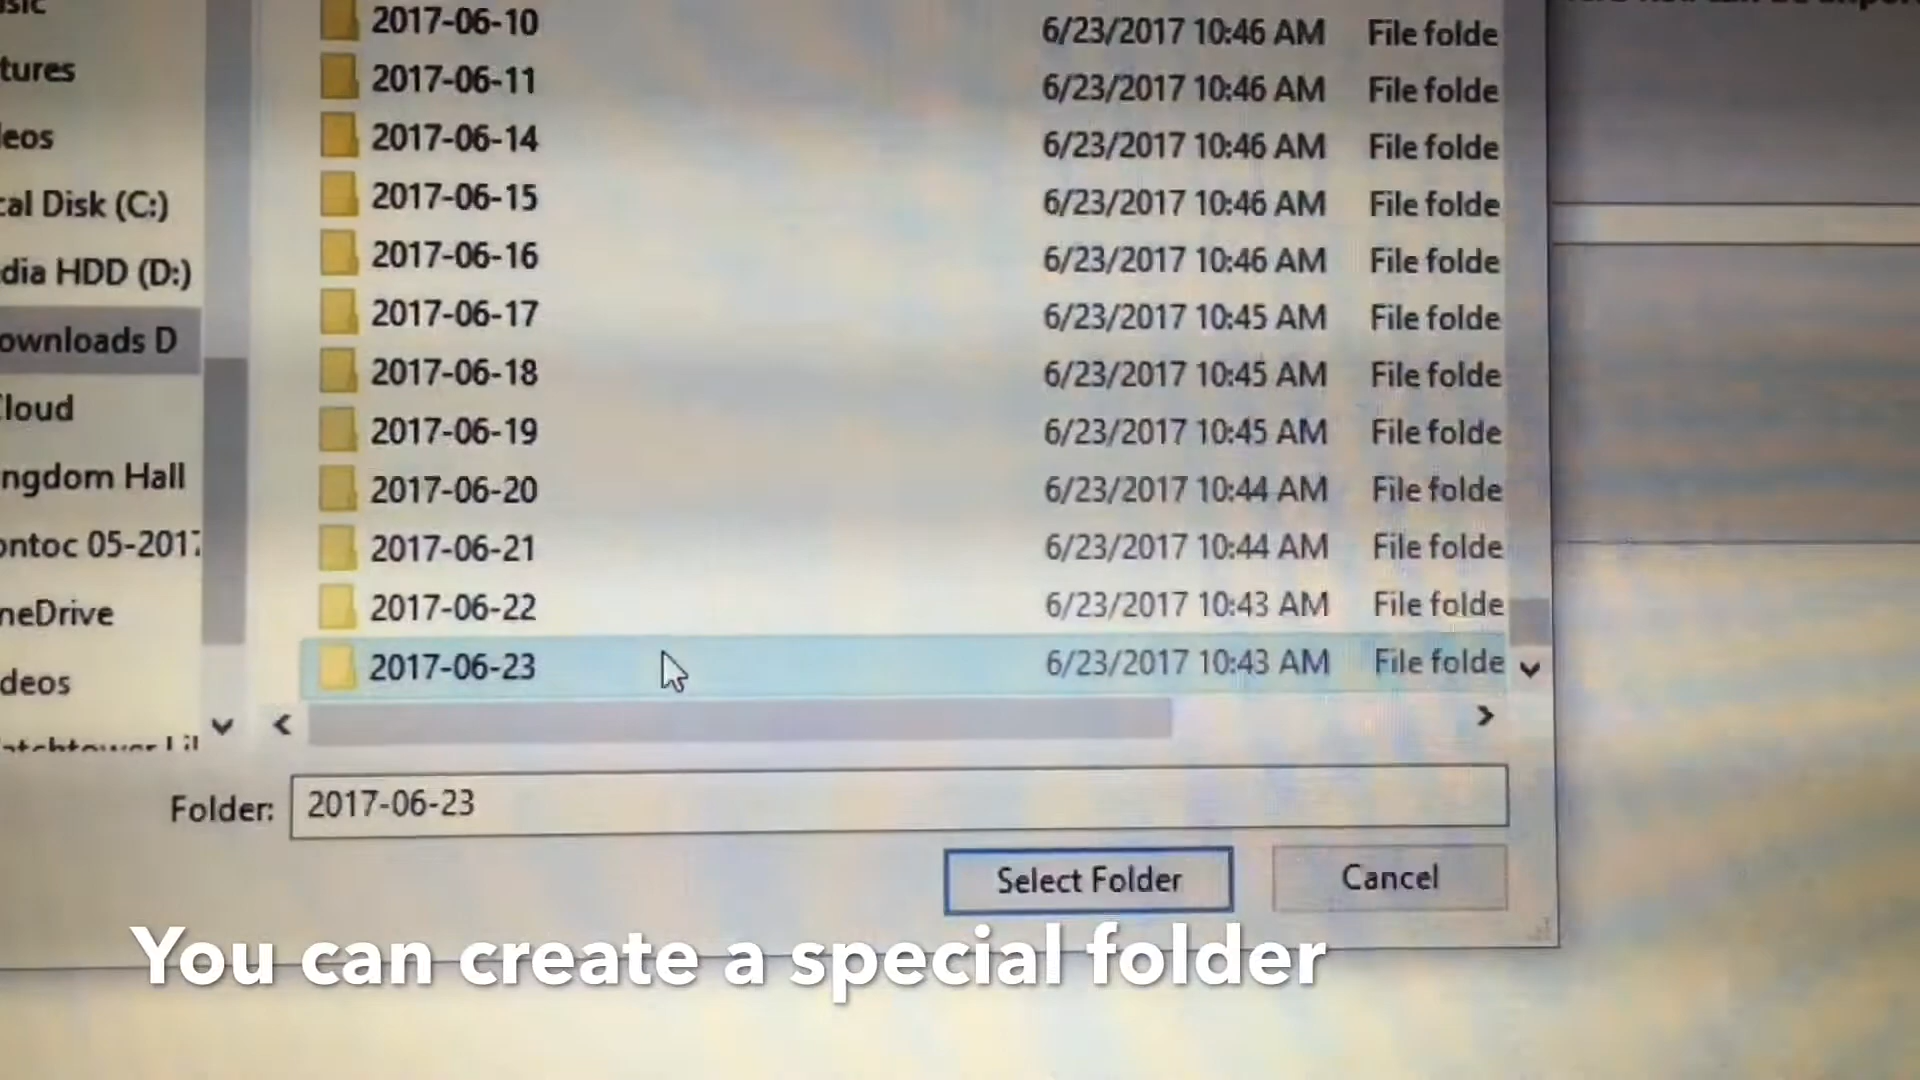 tures
eos
cal Disk (C:)
dia HDD (D:)
ownloads D
loud
ngdom Hall
ontoc 05-2017
neDrive
deos
2017-06-10 6/23/2017 10:46 AM File folde
2017-06-11 6/23/2017 10:46 AM File folde
2017-06-14 6/23/2017 10:46 AM File folde
2017-06-15 6/23/2017 10:46 AM File folde
2017-06-16 6/23/2017 10:46 AM File folde
2017-06-17 6/23/2017 10:45 AM File folde
2017-06-18 6/23/2017 10:45 AM File folde
2017-06-19 6/23/2017 10:45 AM File folde
2017-06-20 6/23/2017 10:44 AM File folde
2017-06-21 6/23/2017 10:44 AM File folde
2017-06-22 6/23/2017 10:43 AM File folde
2017-06-23 6/23/2017 10:43 AM File folde
Folder: 2017-06-23
Select Folder Cancel
You can create a special folder